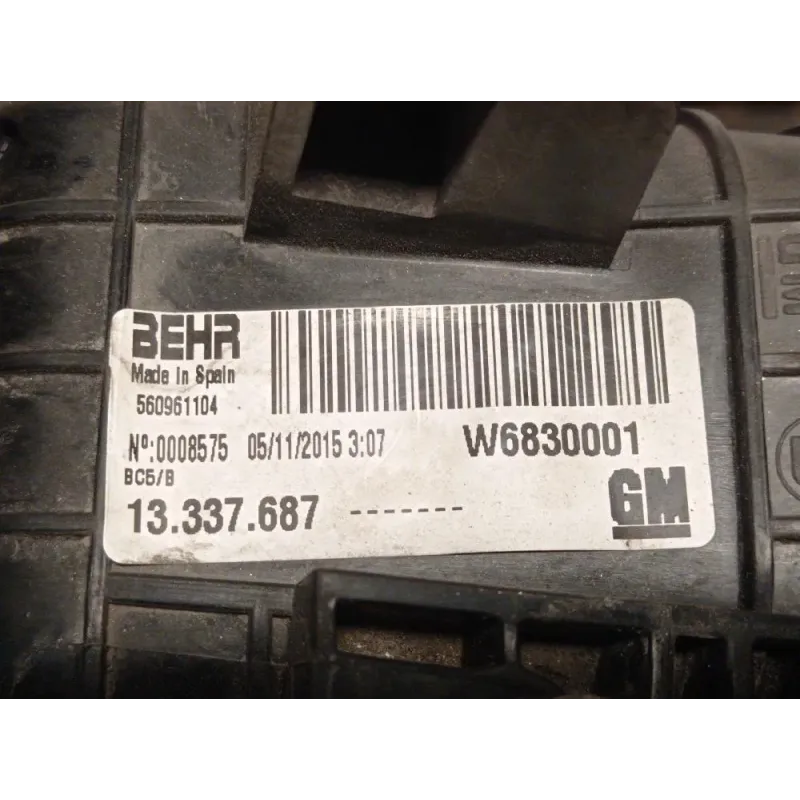 BEHR
Made in Spain
560961104
Nº:0008575 05/11/2015 3:07 W6830001
BC5/B
13.337.687 -------
GM